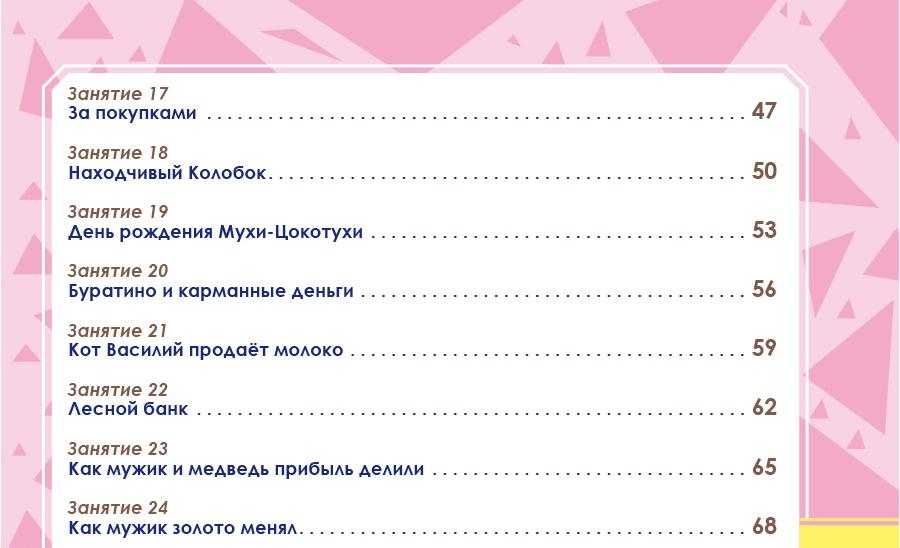 Занятие 17
За покупками . . . . . . . . . . . . . . . . . . . . . . . . . . . . . . . . . . . . . . . . . . . . . . . . . . . . . 47
Занятие 18
Находчивый Колобок. . . . . . . . . . . . . . . . . . . . . . . . . . . . . . . . . . . . . . . . . . . . . . . 50
Занятие 19
День рождения Мухи-Цокотухи . . . . . . . . . . . . . . . . . . . . . . . . . . . . . . . . . . . . . 53
Занятие 20
Буратино и карманные деньги . . . . . . . . . . . . . . . . . . . . . . . . . . . . . . . . . . . . . . 56
Занятие 21
Кот Василий продаёт молоко . . . . . . . . . . . . . . . . . . . . . . . . . . . . . . . . . . . . . . . 59
Занятие 22
Лесной банк . . . . . . . . . . . . . . . . . . . . . . . . . . . . . . . . . . . . . . . . . . . . . . . . . . . . . . 62
Занятие 23
Как мужик и медведь прибыль делили . . . . . . . . . . . . . . . . . . . . . . . . . . . . . . . 65
Занятие 24
Как мужик золото менял. . . . . . . . . . . . . . . . . . . . . . . . . . . . . . . . . . . . . . . . . . . . 68